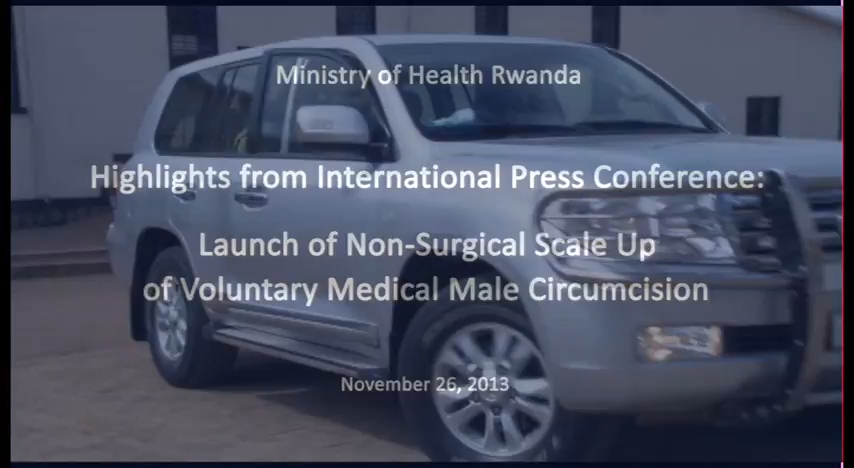 Ministry of Health Rwanda
Highlights from International Press Conference:
Launch of Non-Surgical Scale Up
of Voluntary Medical Male Circumcision
November 26, 2013